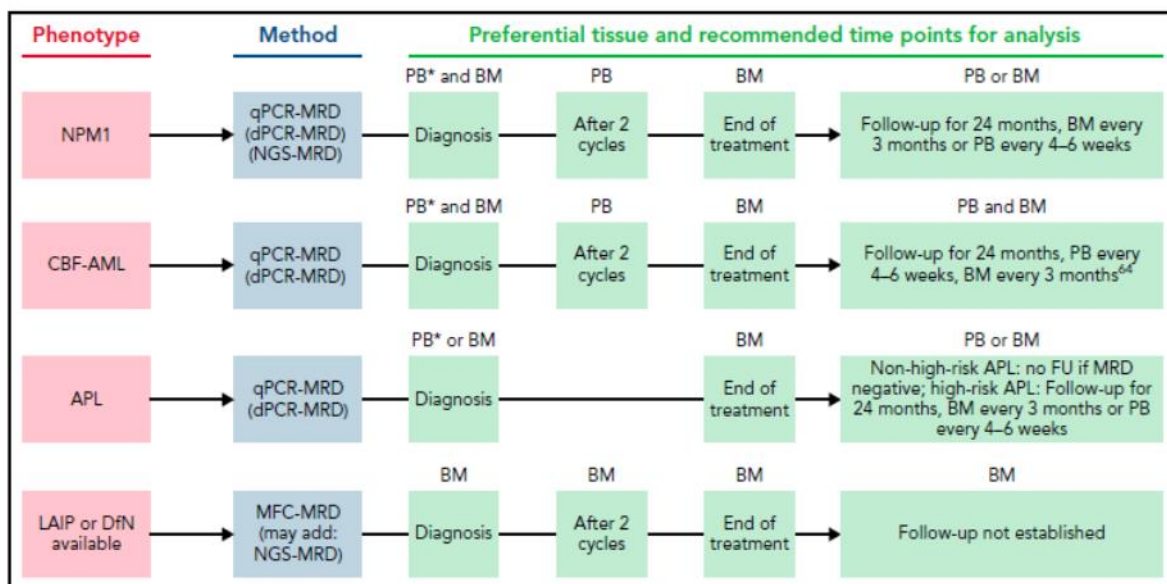 Phenotype Method Preferential tissue and recommended time points for analysis
PB* and BM PB BM PB or BM
NPM1
qPCR-MRD
(dPCR-MRD)
(NGS-MRD)
Diagnosis
After 2
cycles
End of
treatment
Follow-up for 24 months, BM every
3 months or PB every 4–6 weeks
PB* and BM PB BM PB and BM
CBF-AML
qPCR-MRD
(dPCR-MRD)
Diagnosis
After 2
cycles
End of
treatment
Follow-up for 24 months, PB every
4–6 weeks, BM every 3 months64
PB* or BM BM PB or BM
APL
qPCR-MRD
(dPCR-MRD)
Diagnosis
End of
treatment
Non-high-risk APL: no FU if MRD
negative; high-risk APL: Follow-up for
24 months, BM every 3 months or PB
every 4–6 weeks
BM BM BM BM
LAIP or DfN
available
MFC-MRD
(may add:
NGS-MRD)
Diagnosis
After 2
cycles
End of
treatment
Follow-up not established